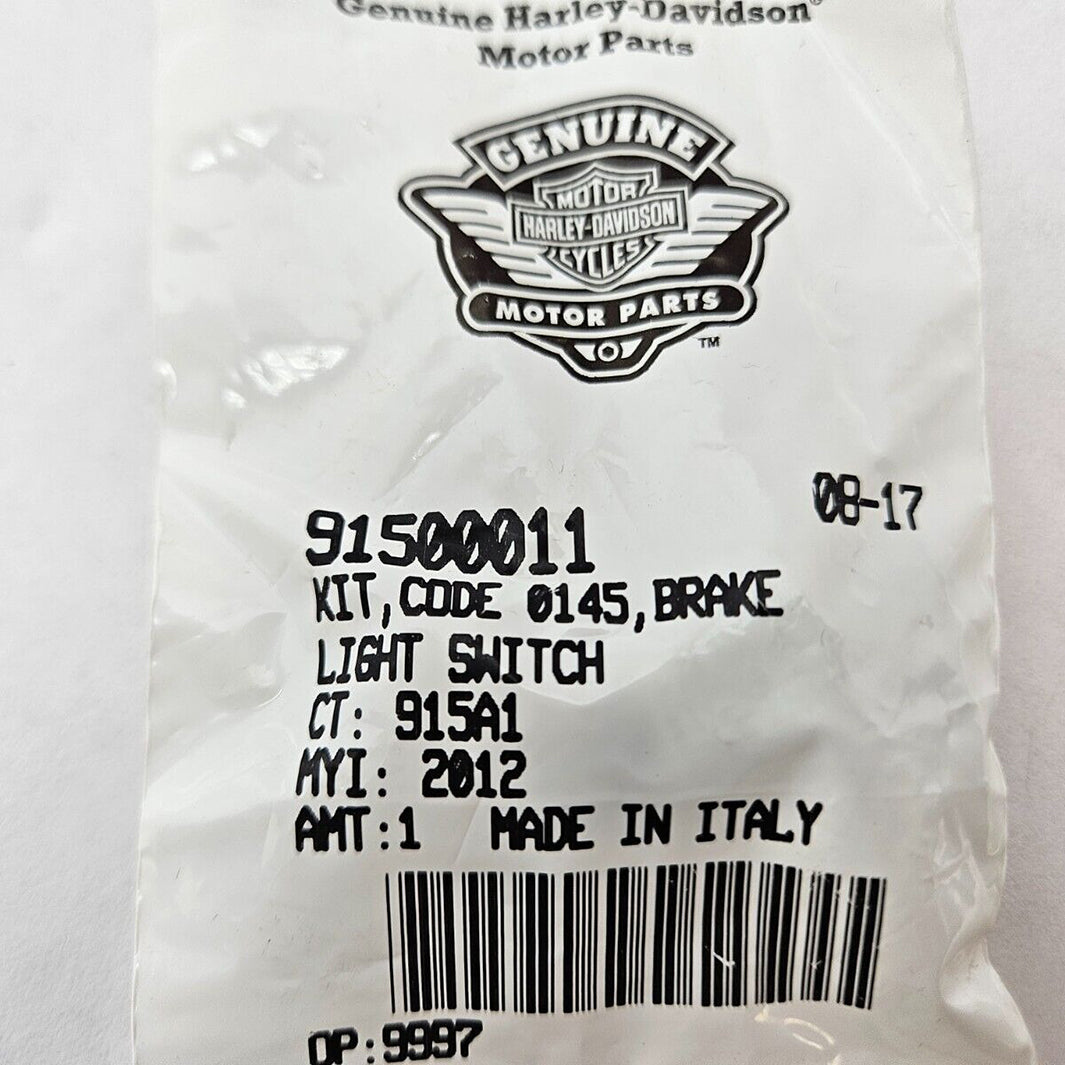 Genuine Harley-Davidson®
Motor Parts
GENUINE
MOTOR
HARLEY-DAVIDSON
CYCLES
MOTOR PARTS
TM
08-17
91500011
KIT,CODE 0145,BRAKE
LIGHT SWITCH
CT: 915A1
MYI: 2012
AMT:1 MADE IN ITALY
OP:9997